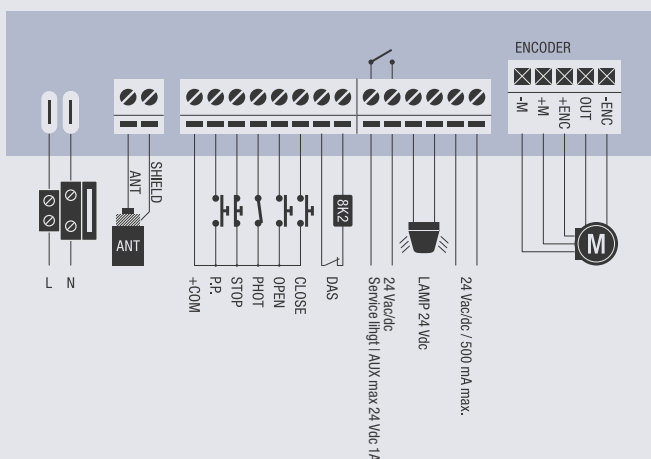 ENCODER
-M
+M
+ENC
OUT
-ENC
ANT
SHIELD
8K2
ANT
M
L N
+COM
P.P.
STOP
PHOT
OPEN
CLOSE
DAS
24 Vac/dc
Service lihgt | AUX max 24 Vdc 1A
LAMP 24 Vdc
24 Vac/dc / 500 mA max.